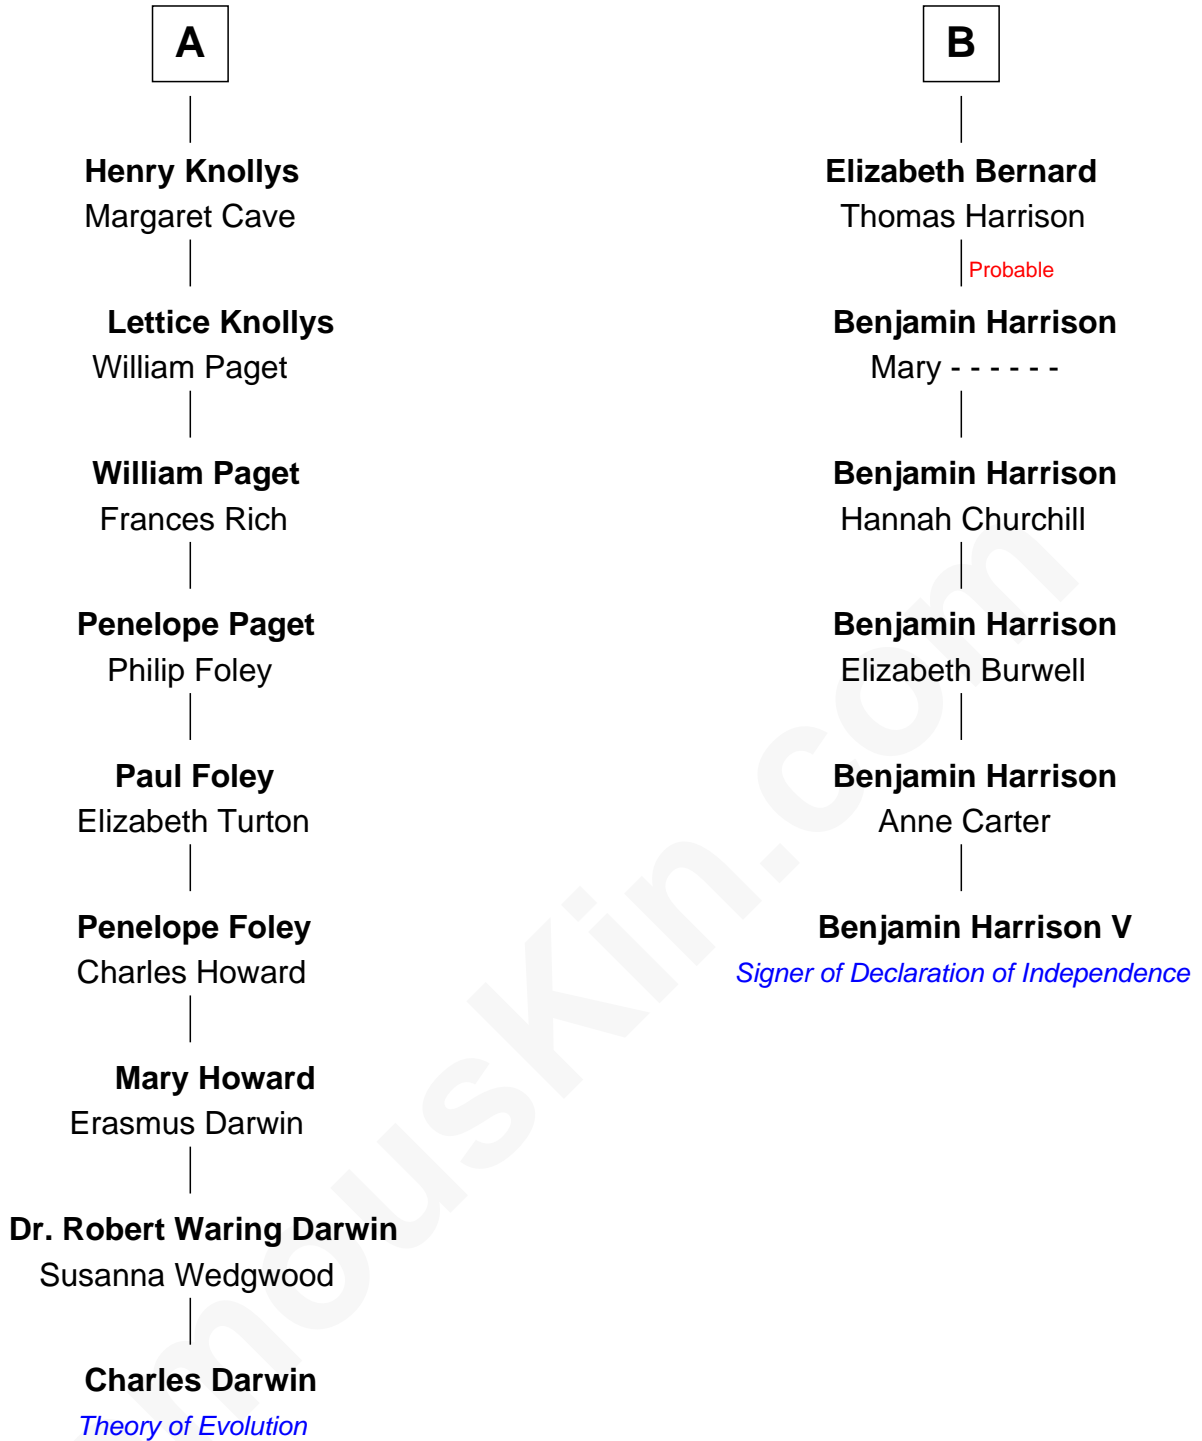 A
Henry Knollys
Margaret Cave
Lettice Knollys
William Paget
William Paget
Frances Rich
Penelope Paget
Philip Foley
Paul Foley
Elizabeth Turton
Penelope Foley
Charles Howard
Mary Howard
Erasmus Darwin
Dr. Robert Waring Darwin
Susanna Wedgwood
Charles Darwin
Theory of Evolution
B
Elizabeth Bernard
Thomas Harrison
Probable
Benjamin Harrison
Mary - - - - - -
Benjamin Harrison
Hannah Churchill
Benjamin Harrison
Elizabeth Burwell
Benjamin Harrison
Anne Carter
Benjamin Harrison V
Signer of Declaration of Independence
mousKin.com